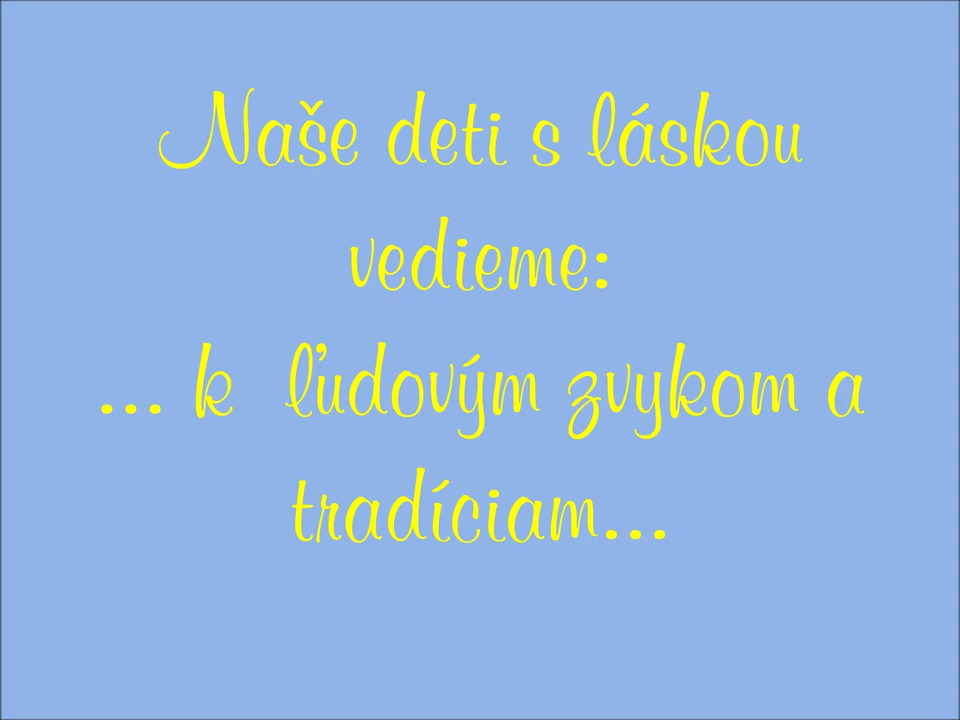 Naše deti s láskou
vedieme:
... k ľudovým zvykom a
tradíciam...